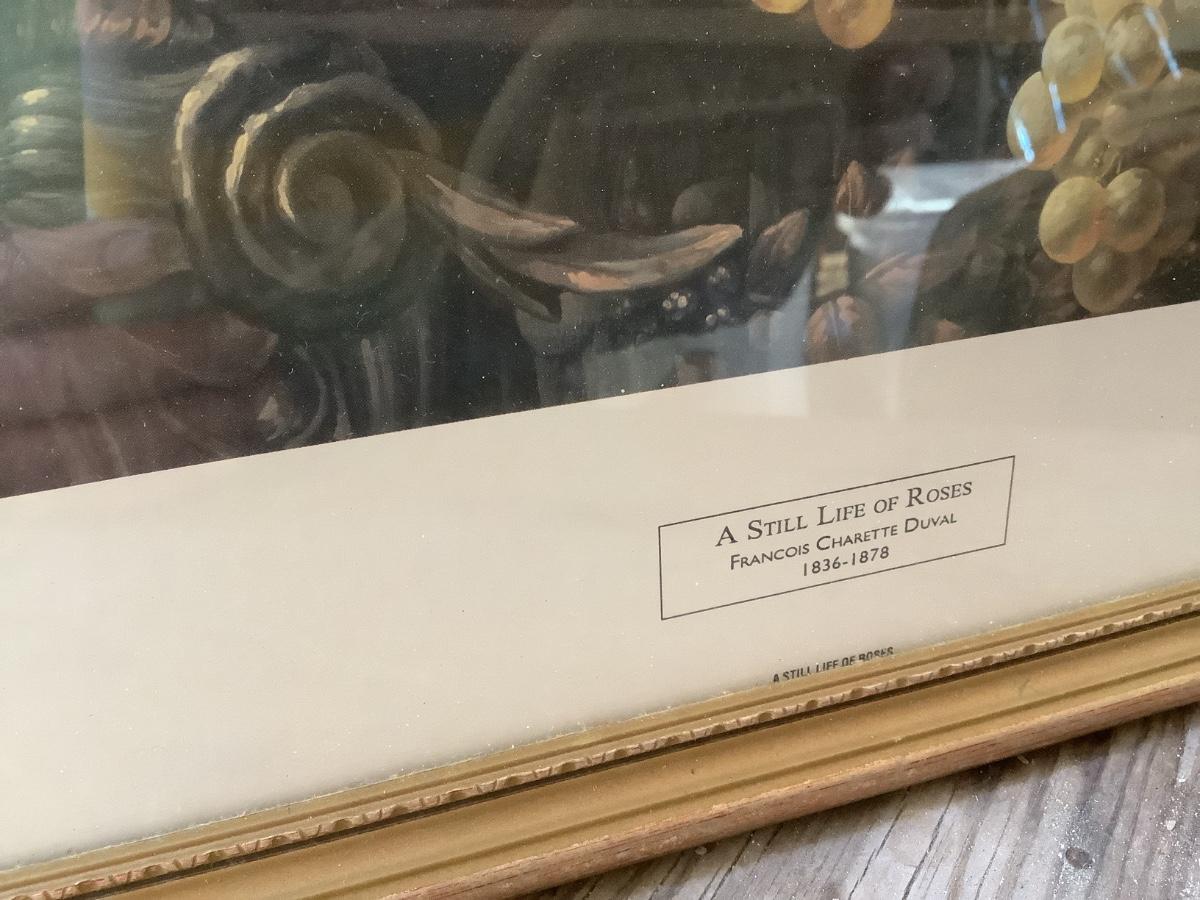 A STILL LIFE OF ROSES
FRANCOIS CHARETTE DUVAL
1836-1878
A STILL LIFE OF ROSES